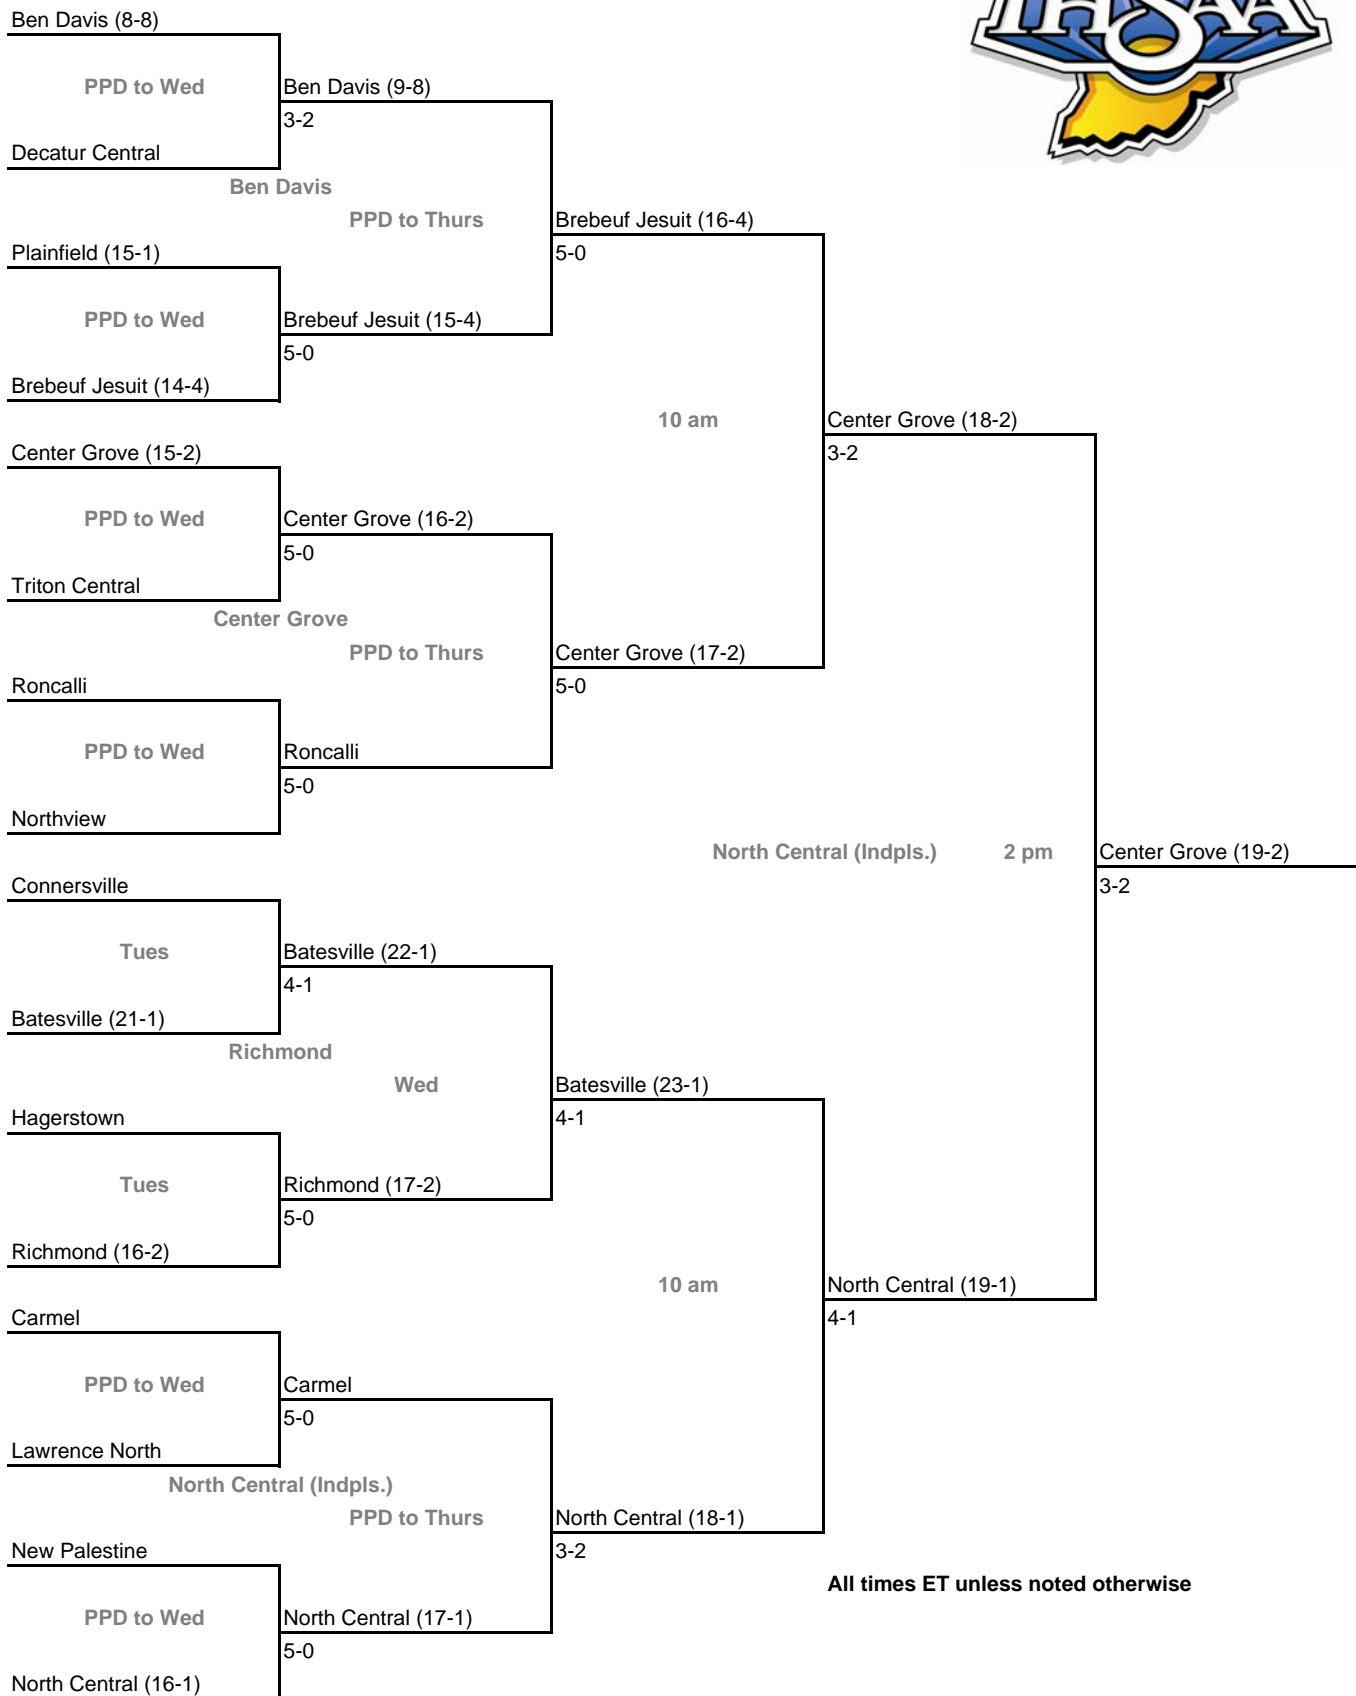 IHSAA
Ben Davis (8-8)
PPD to Wed
Ben Davis (9-8)
3-2
Decatur Central
Ben Davis
PPD to Thurs
Brebeuf Jesuit (16-4)
5-0
Plainfield (15-1)
PPD to Wed
Brebeuf Jesuit (15-4)
5-0
Brebeuf Jesuit (14-4)
10 am
Center Grove (18-2)
3-2
Center Grove (15-2)
PPD to Wed
Center Grove (16-2)
5-0
Triton Central
Center Grove
PPD to Thurs
Center Grove (17-2)
5-0
Roncalli
PPD to Wed
Roncalli
5-0
Northview
North Central (Indpls.) 2 pm
Center Grove (19-2)
3-2
Connersville
Tues
Batesville (22-1)
4-1
Batesville (21-1)
Richmond
Wed
Batesville (23-1)
4-1
Hagerstown
Tues
Richmond (17-2)
5-0
Richmond (16-2)
10 am
North Central (19-1)
4-1
Carmel
PPD to Wed
Carmel
5-0
Lawrence North
North Central (Indpls.)
PPD to Thurs
North Central (18-1)
3-2
New Palestine
All times ET unless noted otherwise
PPD to Wed
North Central (17-1)
5-0
North Central (16-1)